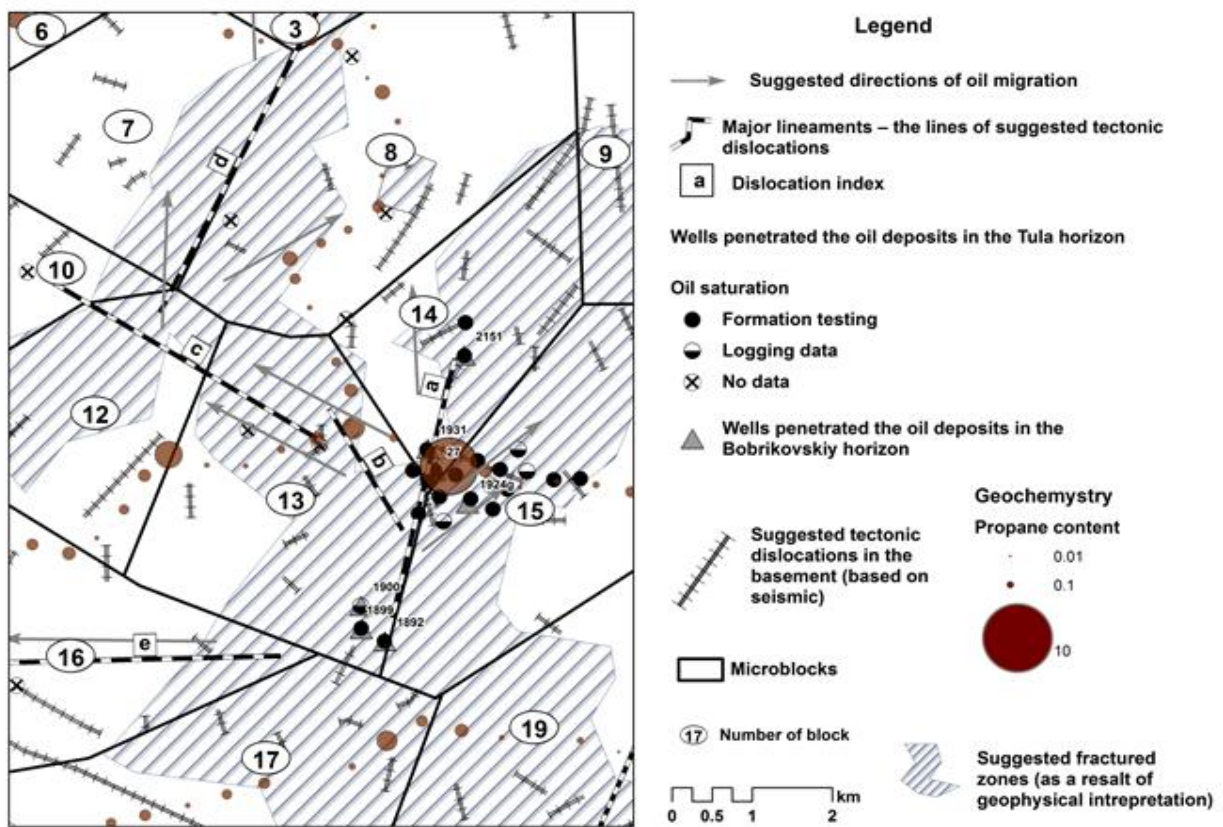 6
3
7
8
9
d
10
14
2151
c
a
12
1931
27
b
1924g
13
15
1900
1899
1892
e
16
19
17
Legend
Suggested directions of oil migration
Major lineaments – the lines of suggested tectonic
dislocations
a
Dislocation index
Wells penetrated the oil deposits in the Tula horizon
Oil saturation
Formation testing
Logging data
No data
Wells penetrated the oil deposits in the
Bobrikovskiy horizon
Suggested tectonic
dislocations in the
basement (based on
seismic)
Geochemystry
Propane content
0.01
0.1
10
Microblocks
17 Number of block
Suggested fractured
zones (as a resalt of
geophysical intrepretation)
km
0 0.5 1 2